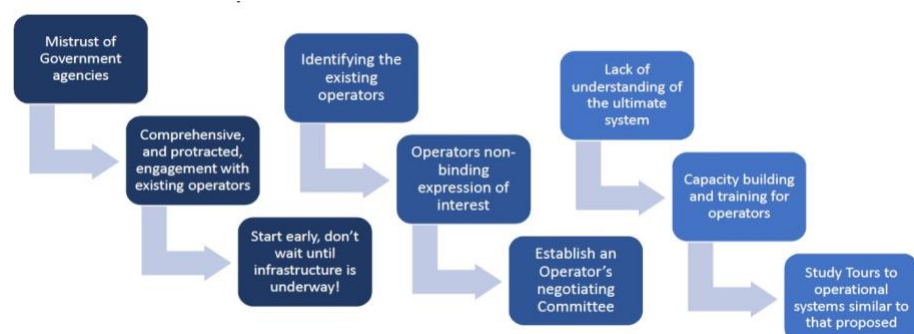 Mistrust of
Government
agencies
Comprehensive,
and protracted,
engagement with
existing operators
Start early, don't
wait until
infrastructure is
underway!
Identifying the
existing
operators
Operators non-
binding
expression of
interest
Establish an
Operator's
negotiating
Committee
Lack of
understanding of
the ultimate
system
Capacity building
and training for
operators
Study Tours to
operational
systems similar to
that proposed